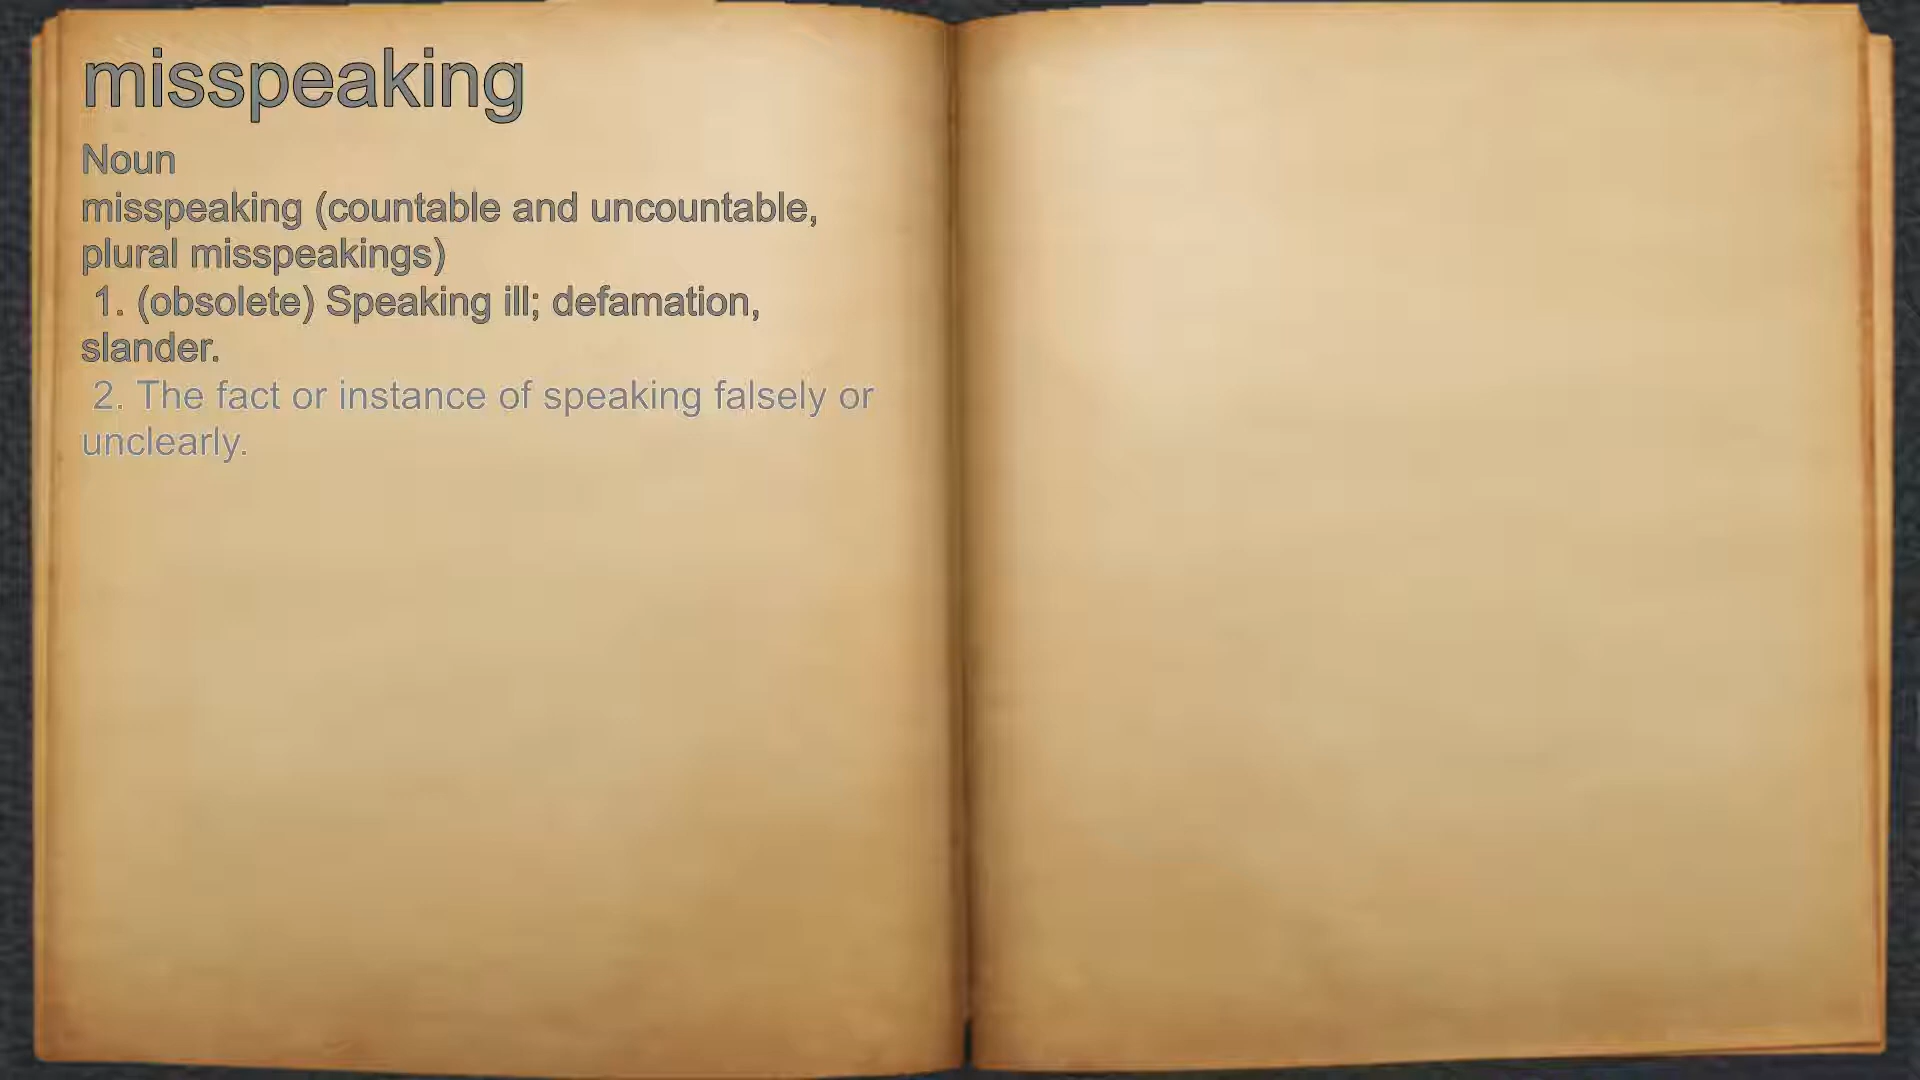 misspeaking
Noun
misspeaking (countable and uncountable,
plural misspeakings)
1. (obsolete) Speaking ill; defamation,
slander.
2. The fact or instance of speaking falsely or
unclearly.